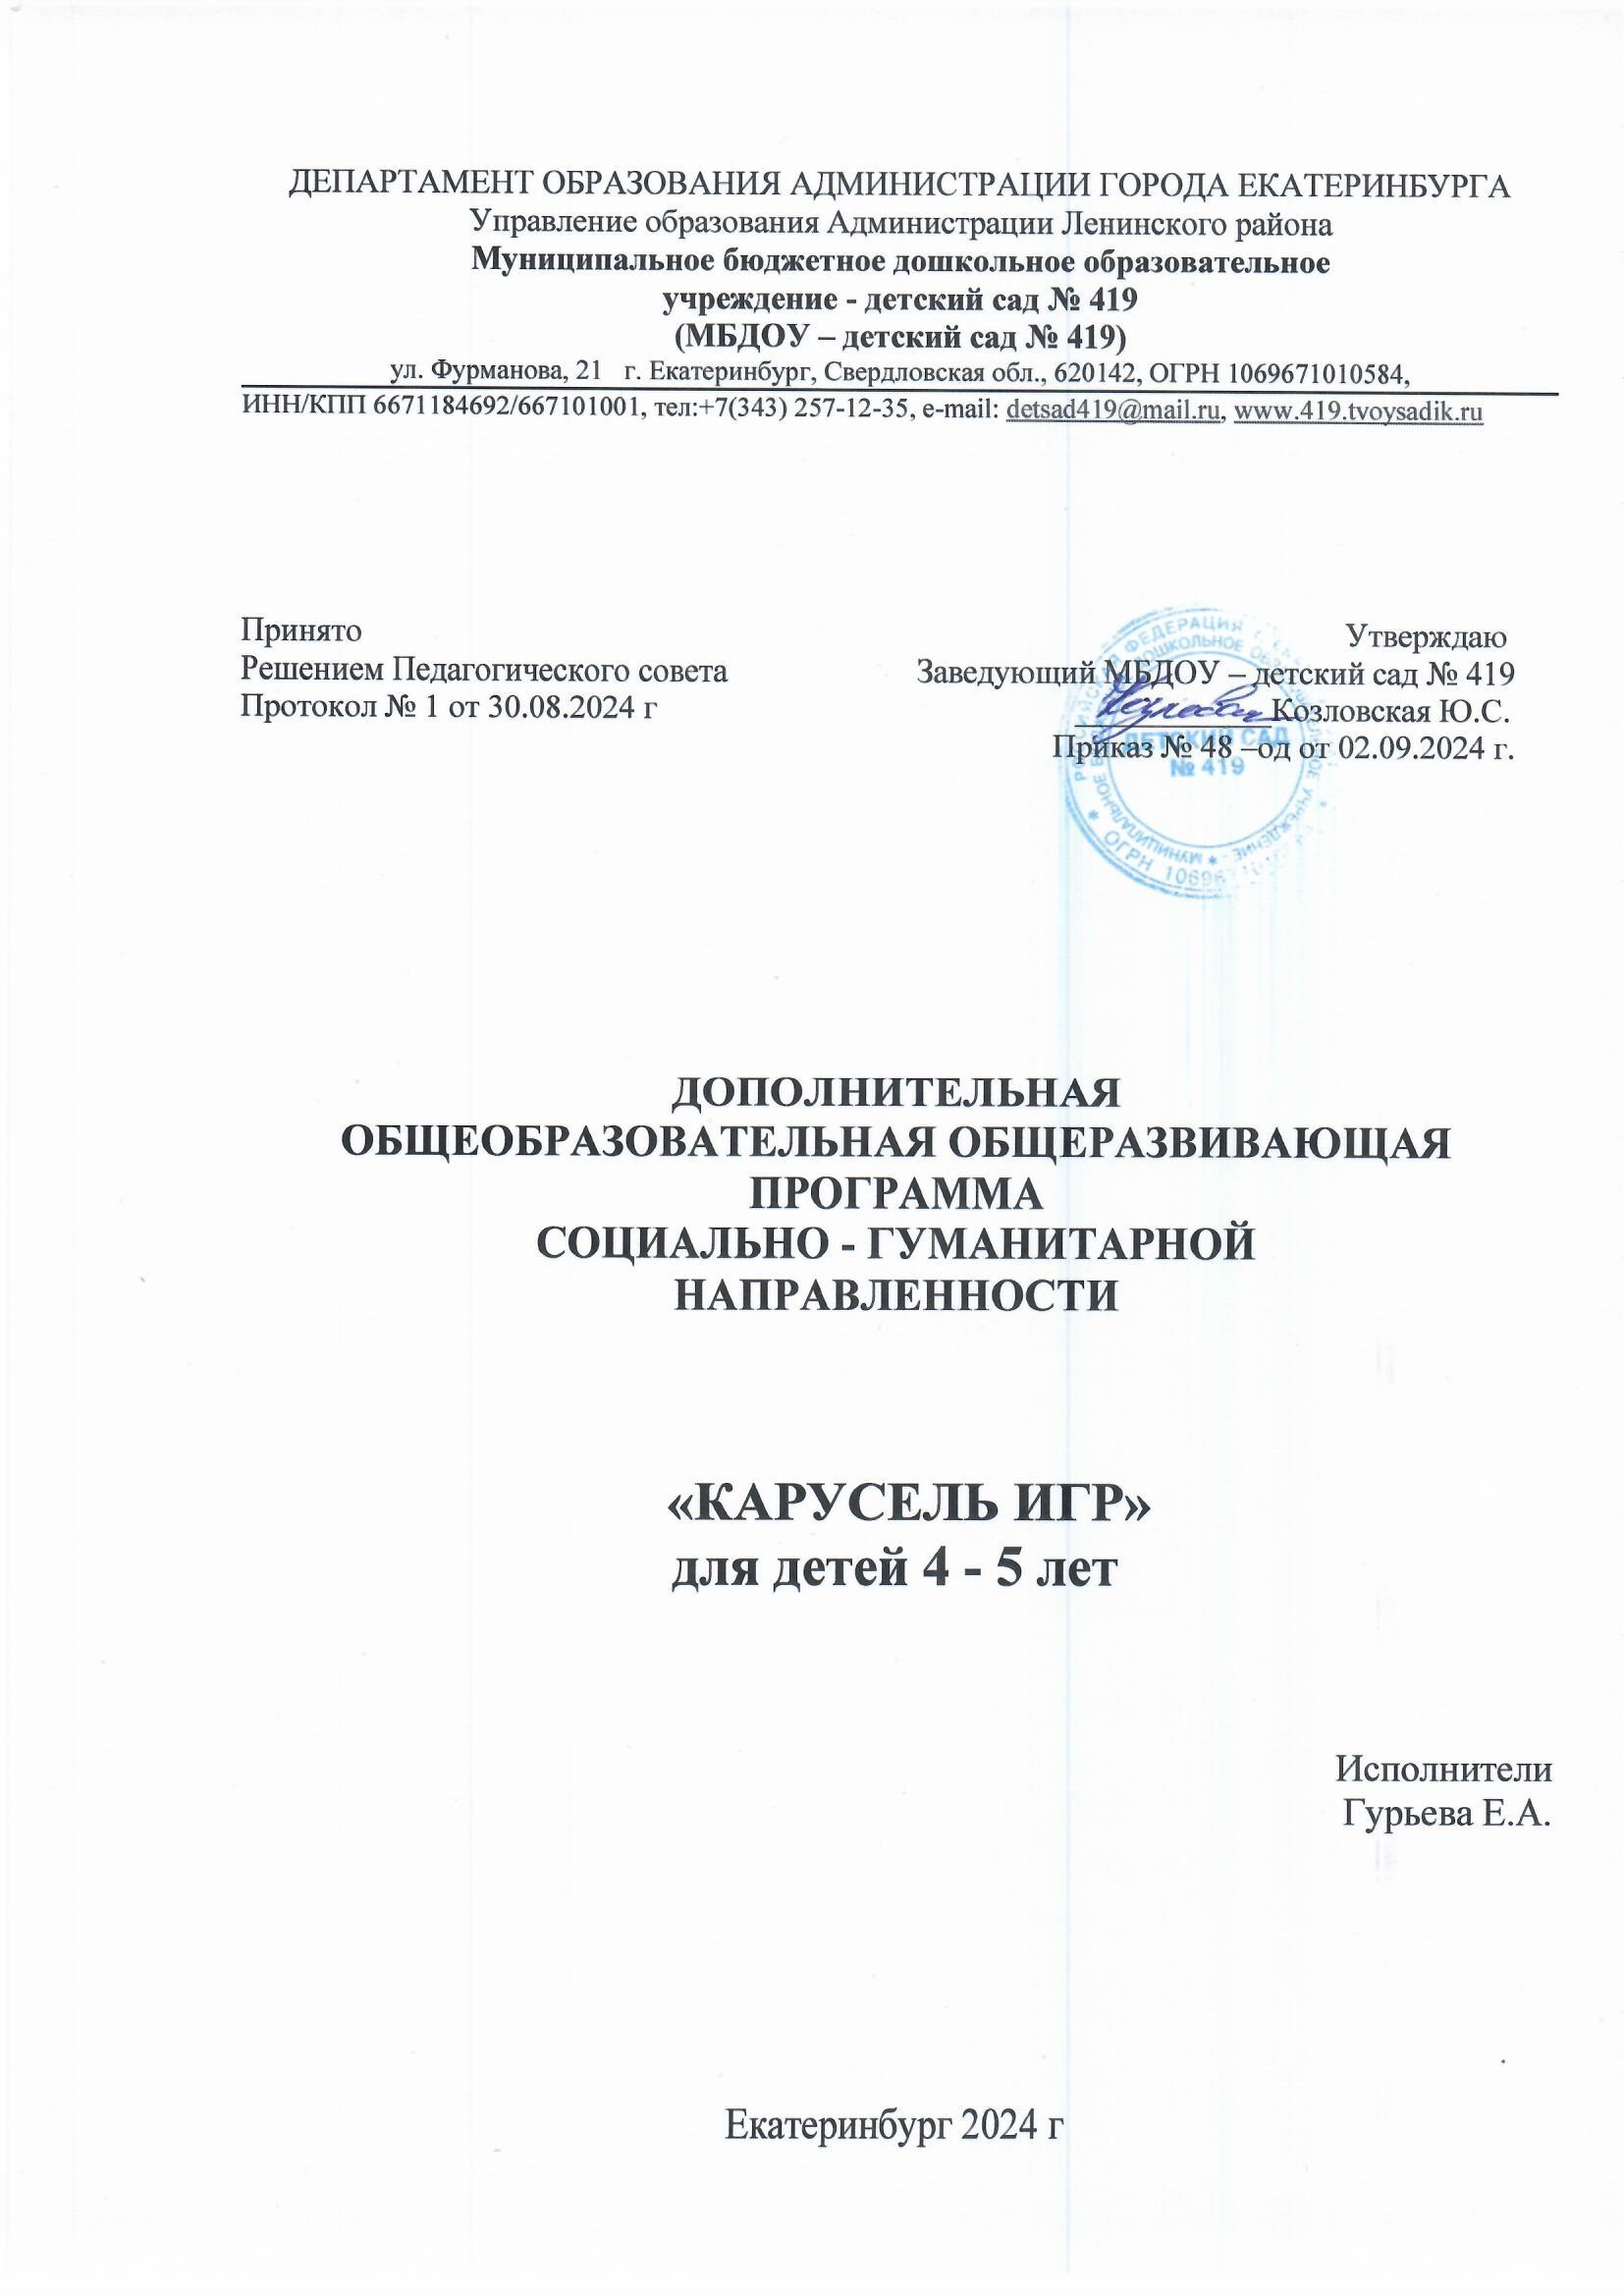 ДЕПАРТАМЕНТ ОБРАЗОВАНИЯ АДМИНИСТРАЦИИ ГОРОДА ЕКАТЕРИНБУРГА
Управление образования Администрации Ленинского района
Муниципальное бюджетное дошкольное образовательное
учреждение - детский сад № 419
(МБДОУ – детский сад № 419)
ул. Фурманова, 21 г. Екатеринбург, Свердловская обл., 620142, ОГРН 1069671010584,
ИНН/КПП 6671184692/667101001, тел:+7(343) 257-12-35, e-mail: detsad419@mail.ru, www.419.tvoysadik.ru
Принято
Решением Педагогического совета
Протокол № 1 от 30.08.2024 г
Утверждаю
Заведующий МБДОУ – детский сад № 419
Козловская Ю.С.
Приказ № 48 –од от 02.09.2024 г.
ДЕТСКИЙ САД
№ 419
ДОПОЛНИТЕЛЬНАЯ
ОБЩЕОБРАЗОВАТЕЛЬНАЯ ОБЩЕРАЗВИВАЮЩАЯ
ПРОГРАММА
СОЦИАЛЬНО - ГУМАНИТАРНОЙ
НАПРАВЛЕННОСТИ
«КАРУСЕЛЬ ИГР»
для детей 4 - 5 лет
Исполнители
Гурьева Е.А.
Екатеринбург 2024 г